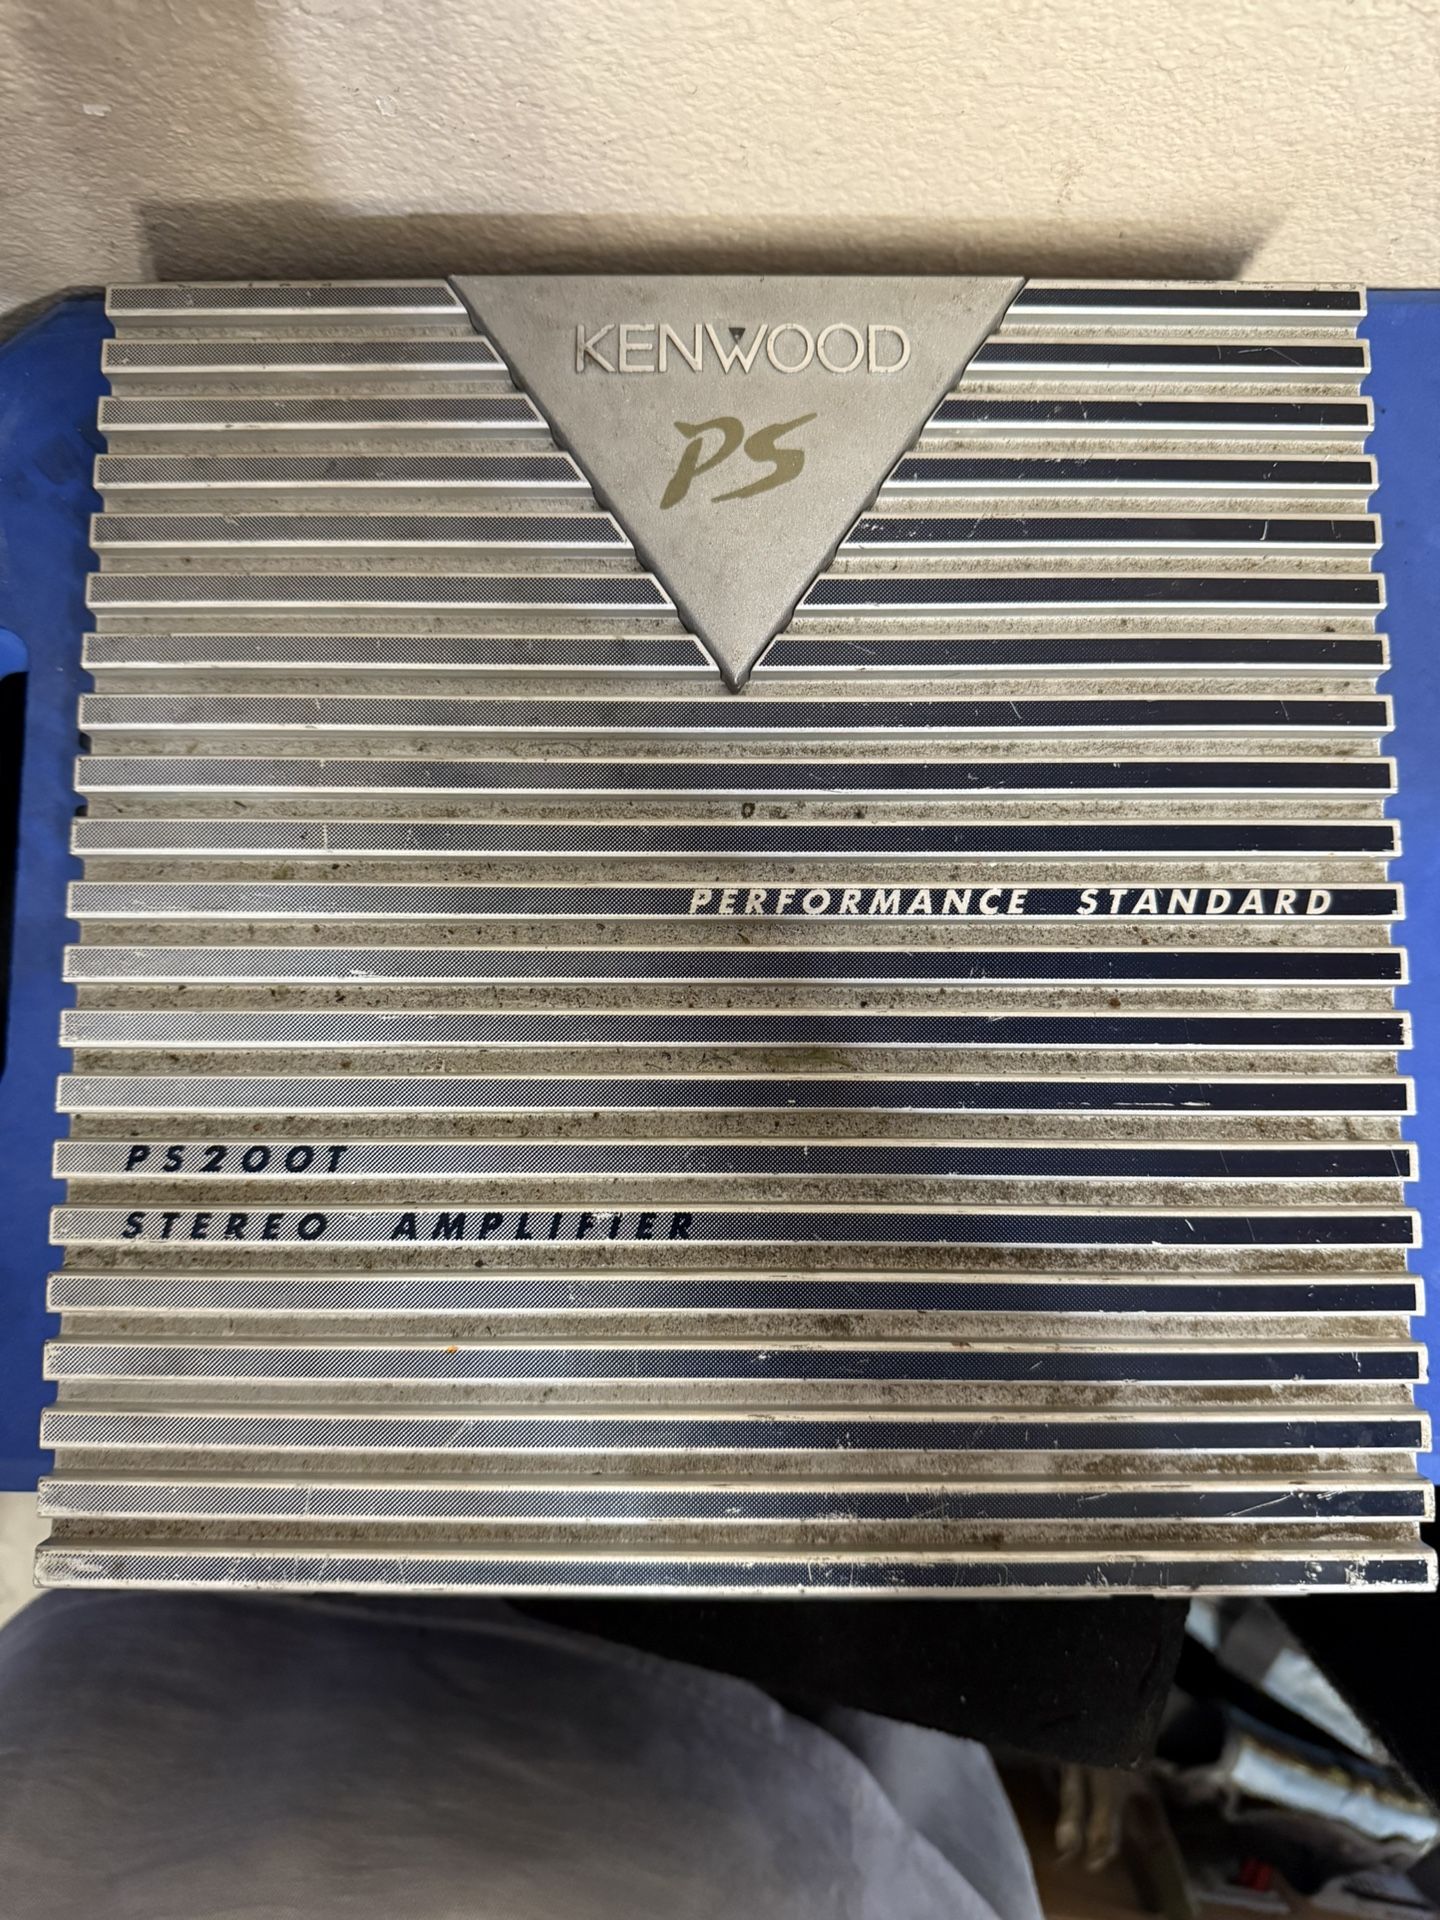 KENWOOD
PS
PERFORMANCE STANDARD
PS200T
STEREO AMPLIFIER